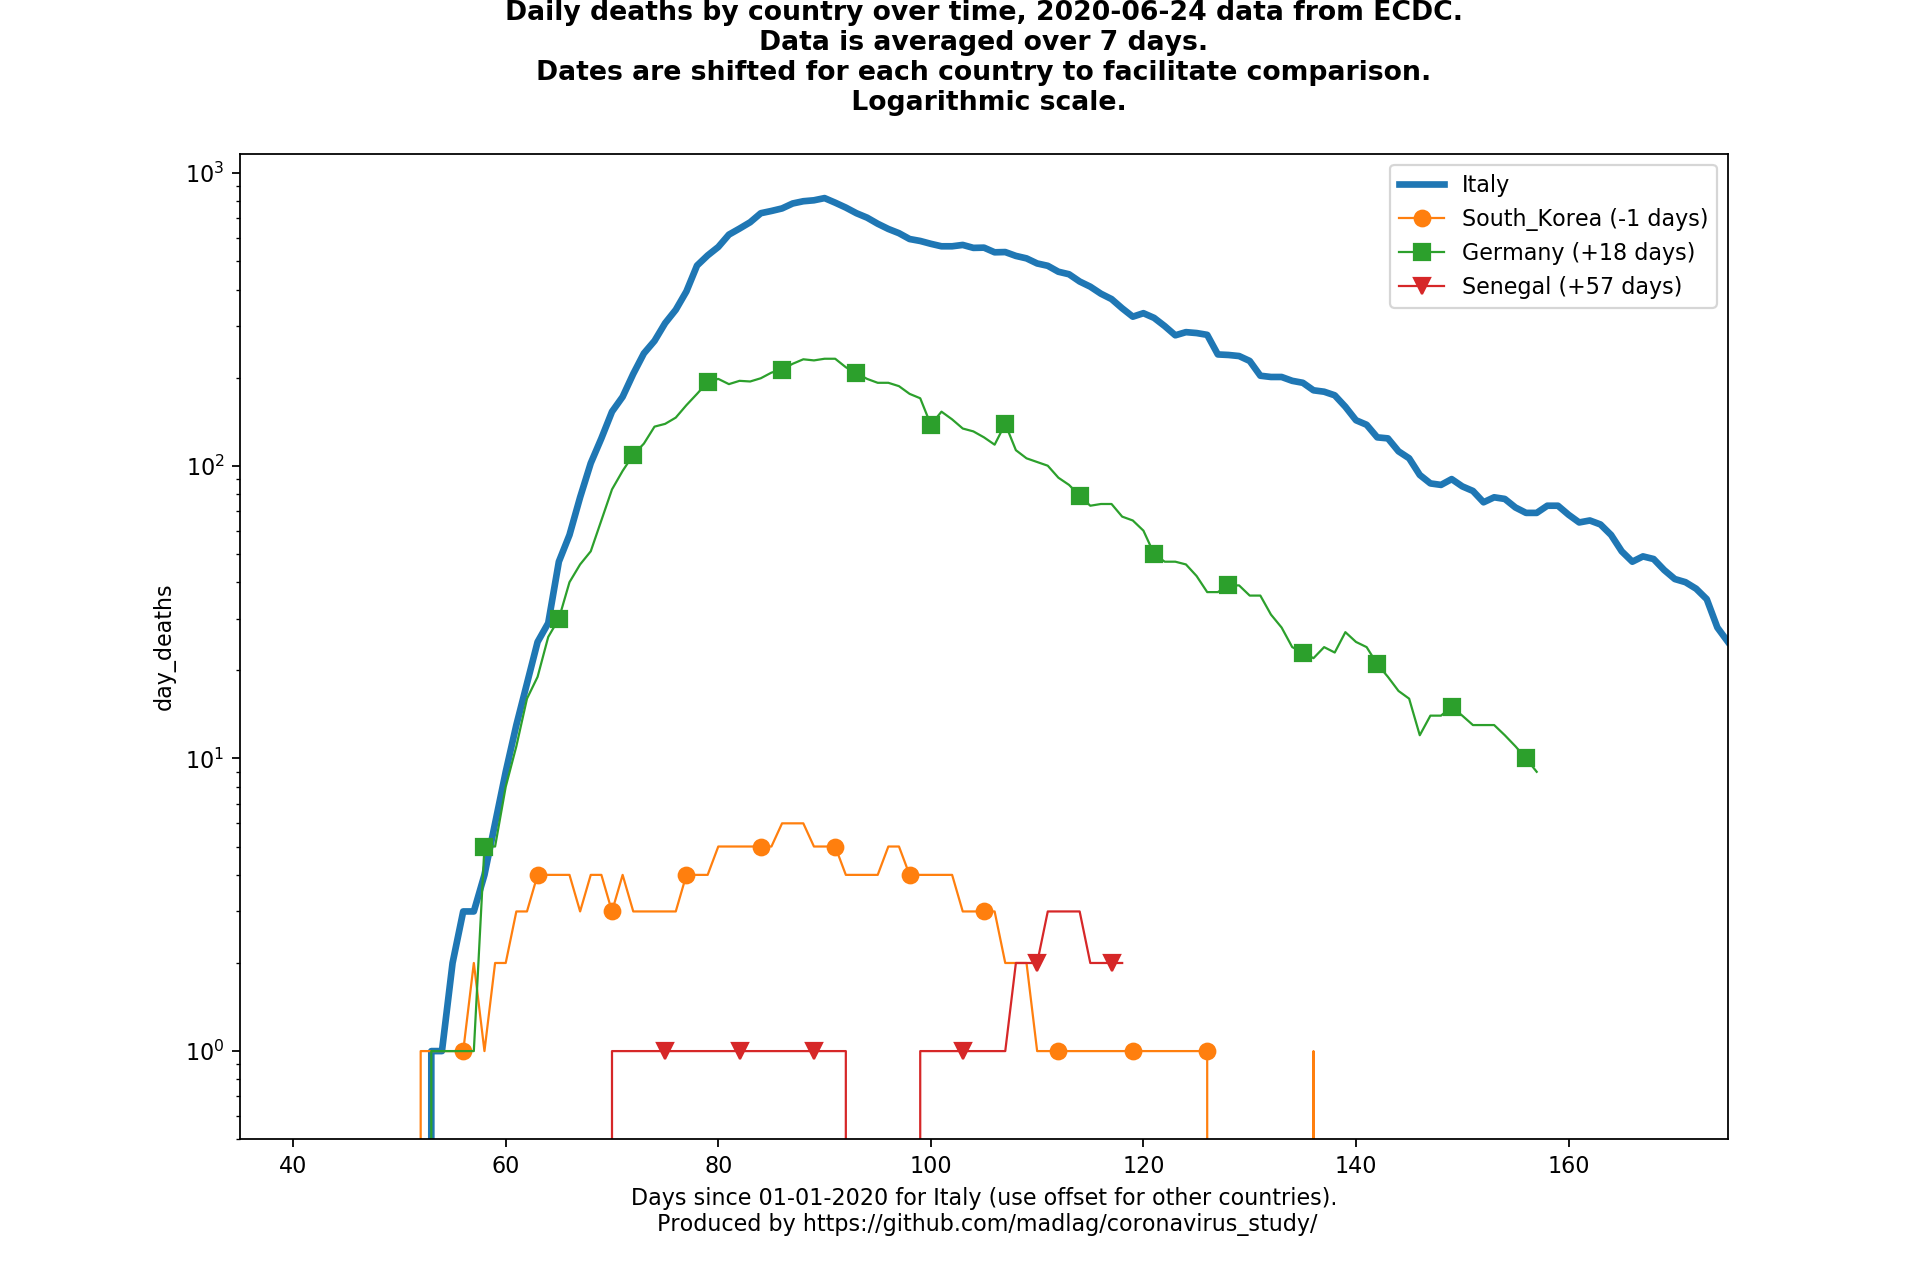 Daily deaths by country over time, 2020-06-24 data from ECDC.
Data is averaged over 7 days.
Dates are shifted for each country to facilitate comparison.
Logarithmic scale.
10³
10²
10¹
10⁰
day_deaths
Italy
South_Korea (-1 days)
Germany (+18 days)
Senegal (+57 days)
40 60 80 100 120 140 160
Days since 01-01-2020 for Italy (use offset for other countries).
Produced by https://github.com/madlag/coronavirus_study/